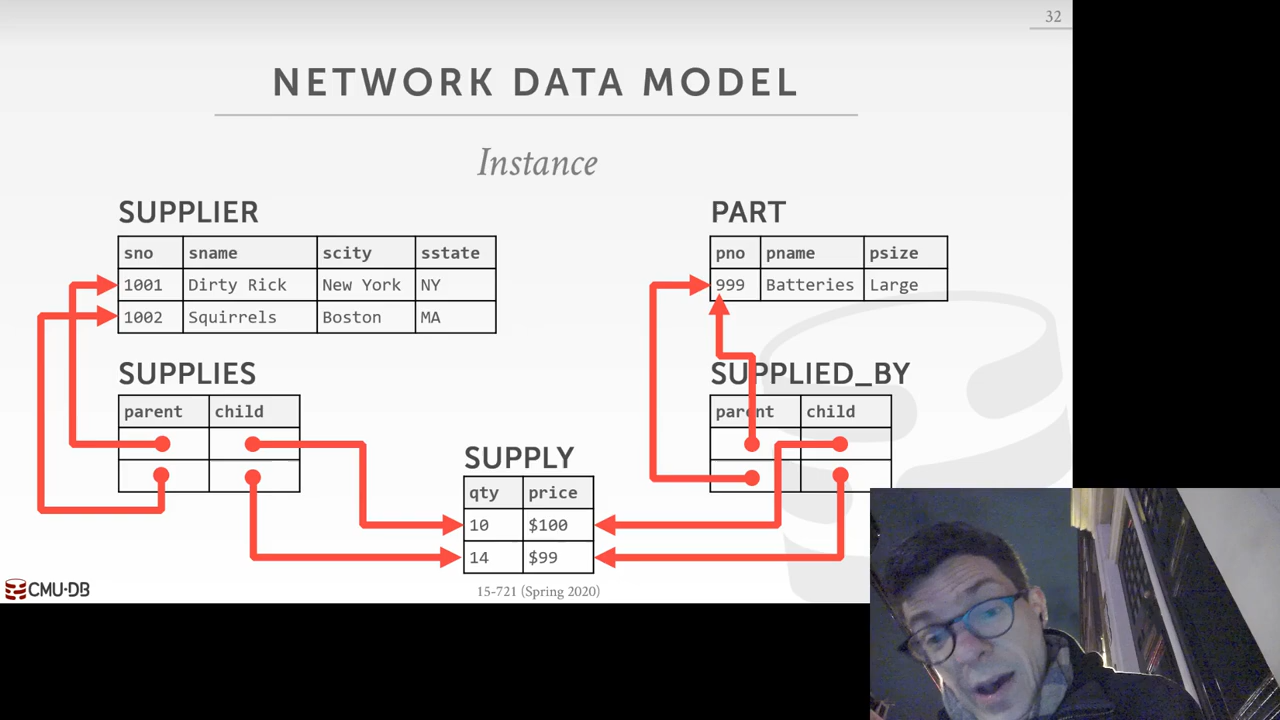 32
NETWORK DATA MODEL
Instance
SUPPLIER
sno sname scity sstate
1001 Dirty Rick New York NY
1002 Squirrels Boston MA
PART
pno pname psize
999 Batteries Large
SUPPLIES
parent child
SUPPLIED_BY
parent child
SUPPLY
qty price
10 $100
14 $99
CMU·DB
15-721 (Spring 2020)